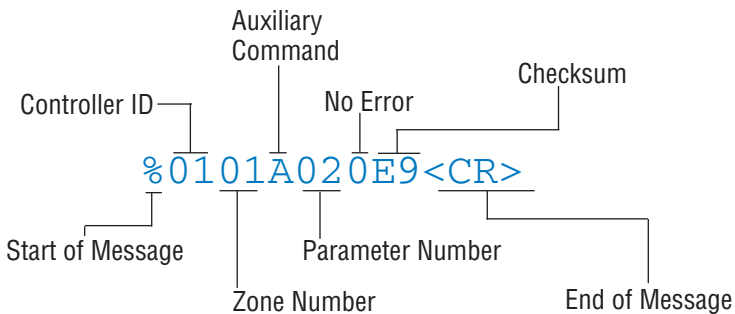 Auxiliary
Command
Checksum
Controller ID
No Error
%0101A020E9<CR>
Start of Message
Parameter Number
Zone Number
End of Message